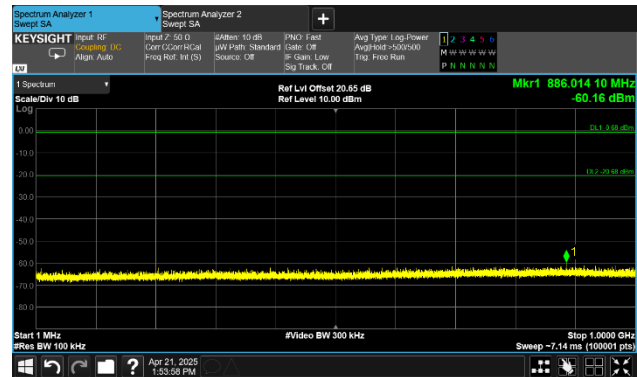 Spectrum Analyzer 1
Swept SA
Spectrum Analyzer 2
Swept SA
+
KEYSIGHT
LXI
Input: RF
Coupling: DC
Align: Auto
Input Z: 50 Ω
Corr CCorr RCal
Freq Ref: Int (S)
#Atten: 10 dB
µW Path: Standard
Source: Off
PNO: Fast
Gate: Off
IF Gain: Low
Sig Track: Off
Avg Type: Log-Power
Avg|Hold >500/500
Trig: Free Run
1 2 3 4 5 6
M W W W W W
P N N N N N
1 Spectrum
Scale/Div 10 dB
Ref Lvl Offset 20.65 dB
Ref Level 10.00 dBm
Mkr1 886.014 10 MHz
-60.16 dBm
Log
0.00
DL1 0.68 dBm
-10.0
-20.0
-20.68 dBm
-30.0
-40.0
-50.0
1
-60.0
-70.0
-80.0
Start 1 MHz
#Res BW 100 kHz
#Video BW 300 kHz
Stop 1.0000 GHz
Sweep ~7.14 ms (100001 pts)
?
Apr 21, 2025
1:53:58 PM